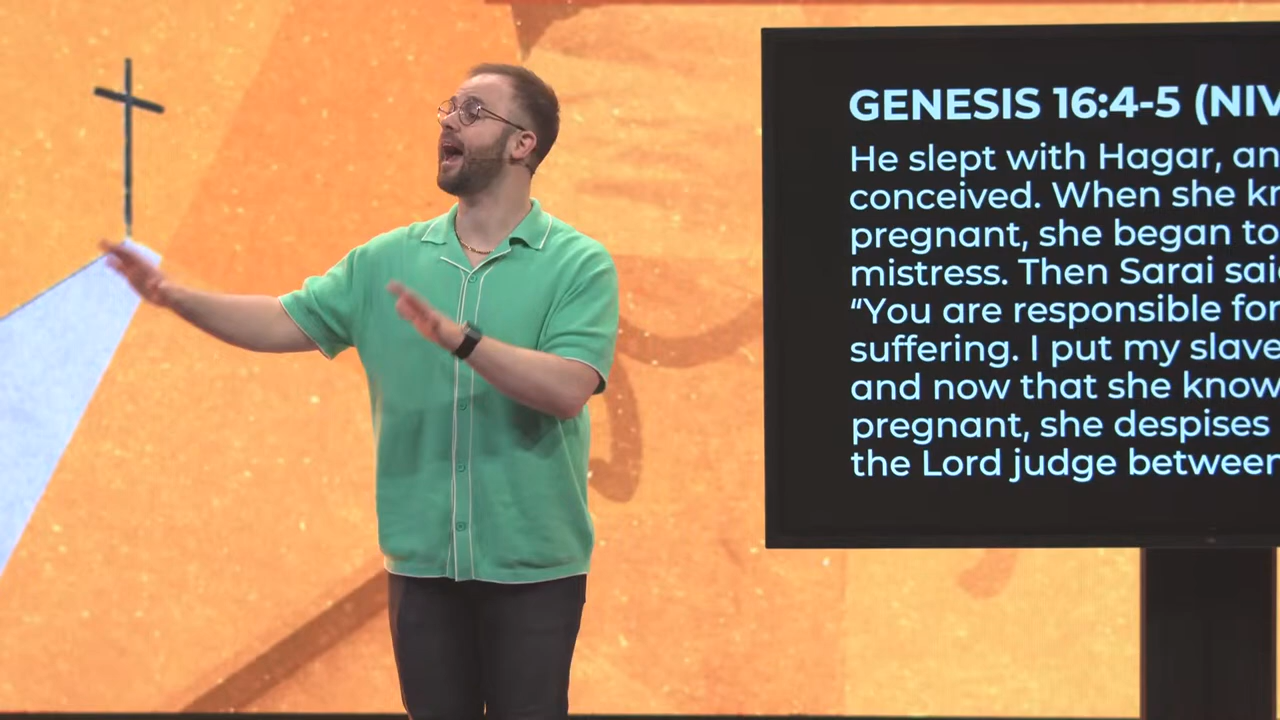 GENESIS 16:4-5 (NIV
He slept with Hagar, an
conceived. When she kn
pregnant, she began to
mistress. Then Sarai said
“You are responsible for
suffering. I put my slave
and now that she know
pregnant, she despises
the Lord judge between